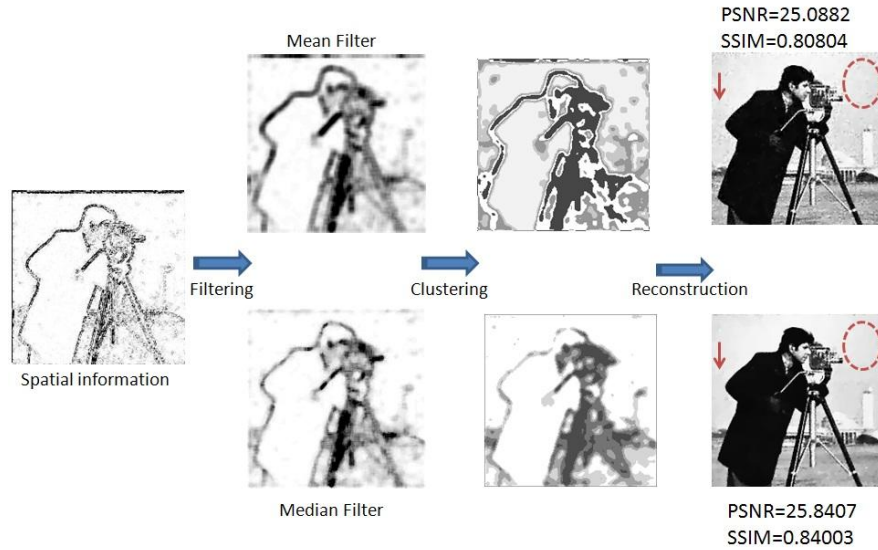 Mean Filter
PSNR=25.0882
SSIM=0.80804
Filtering
Clustering
Reconstruction
Spatial information
Median Filter
PSNR=25.8407
SSIM=0.84003